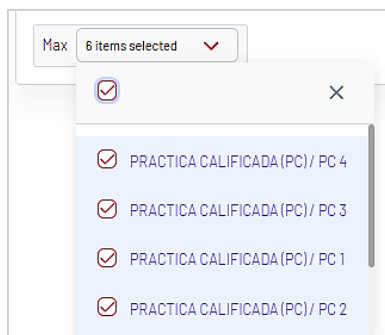 Max 6 items selected
PRACTICA CALIFICADA (PC) / PC 4
PRACTICA CALIFICADA (PC) / PC 3
PRACTICA CALIFICADA (PC) / PC 1
PRACTICA CALIFICADA (PC) / PC 2